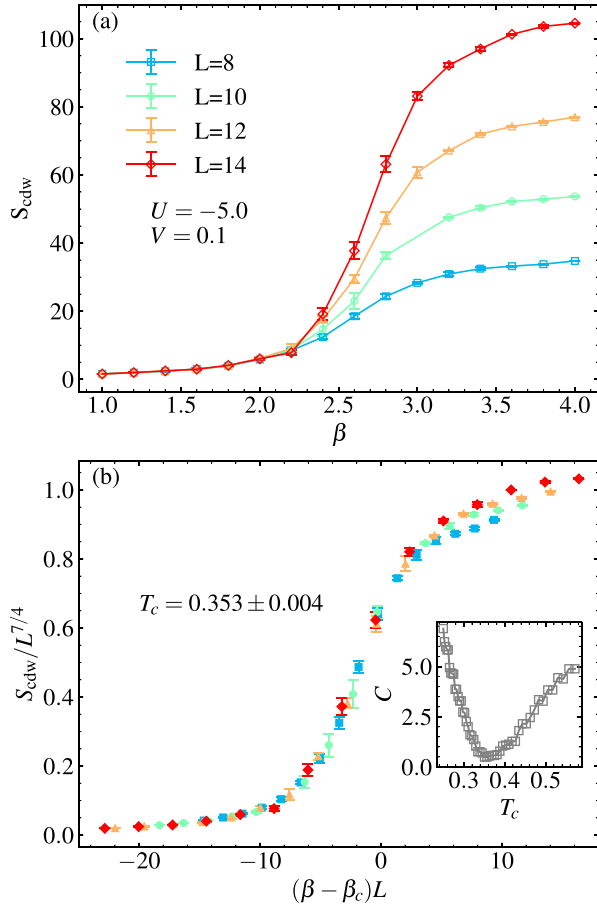 (a)
100
80
60
40
20
0
S_cdw
L=8
L=10
L=12
L=14
U = −5.0
V = 0.1
1.0 1.5 2.0 2.5 3.0 3.5 4.0
β
(b)
1.0
0.8
0.6
0.4
0.2
0.0
S_cdw/L^{7/4}
T_c = 0.353 ± 0.004
5.0
2.5
0.0
C
0.3 0.4 0.5
T_c
−20 −10 0 10
(β − β_c)L